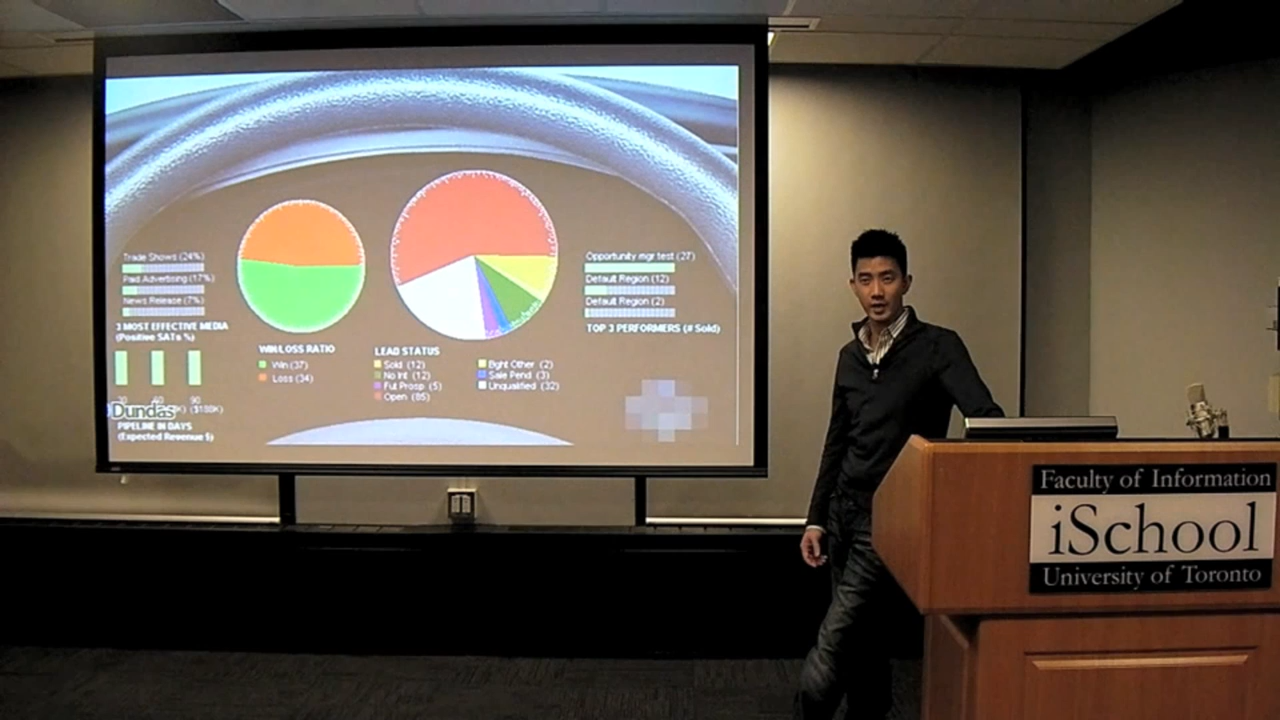 Trade Shows (24%)
Paid Advertising (17%)
News Release (7%)
3 MOST EFFECTIVE MEDIA
(Positive SATs %)
90
($188K)
Dundas
PIPELINE IN DAYS
(Expected Revenue $)
WIN/LOSS RATIO
Win (37)
Loss (34)
LEAD STATUS
Sold (12)
No Int (12)
Fut Prosp (5)
Open (85)
Bght Other (2)
Sale Pend (3)
Unqualified (32)
Opportunity mgr test (27)
Default Region (12)
Default Region (2)
TOP 3 PERFORMERS (# Sold)
Faculty of Information
iSchool
University of Toronto